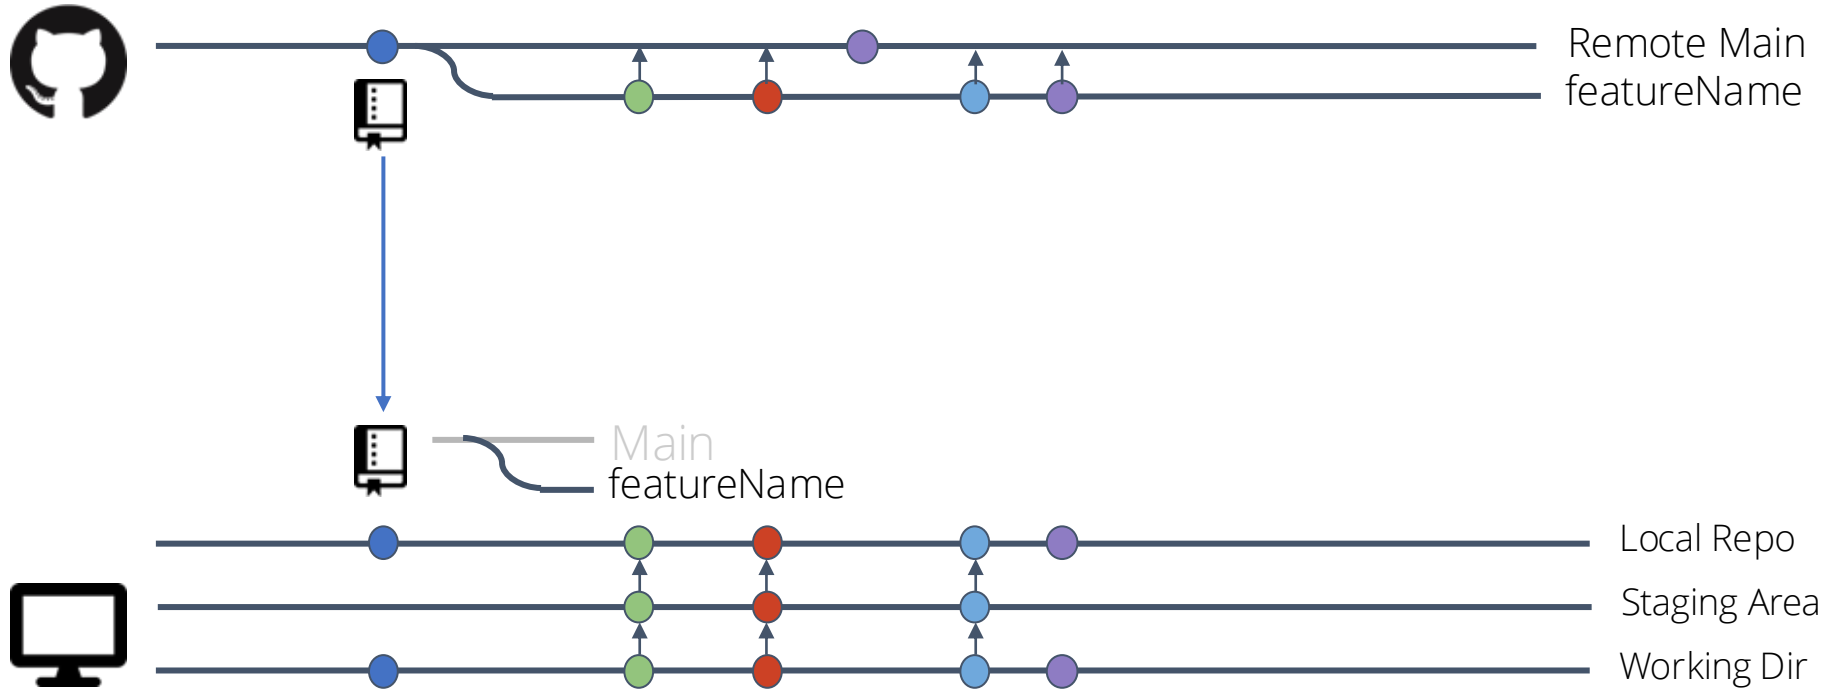 Remote Main
featureName
Main
featureName
Local Repo
Staging Area
Working Dir